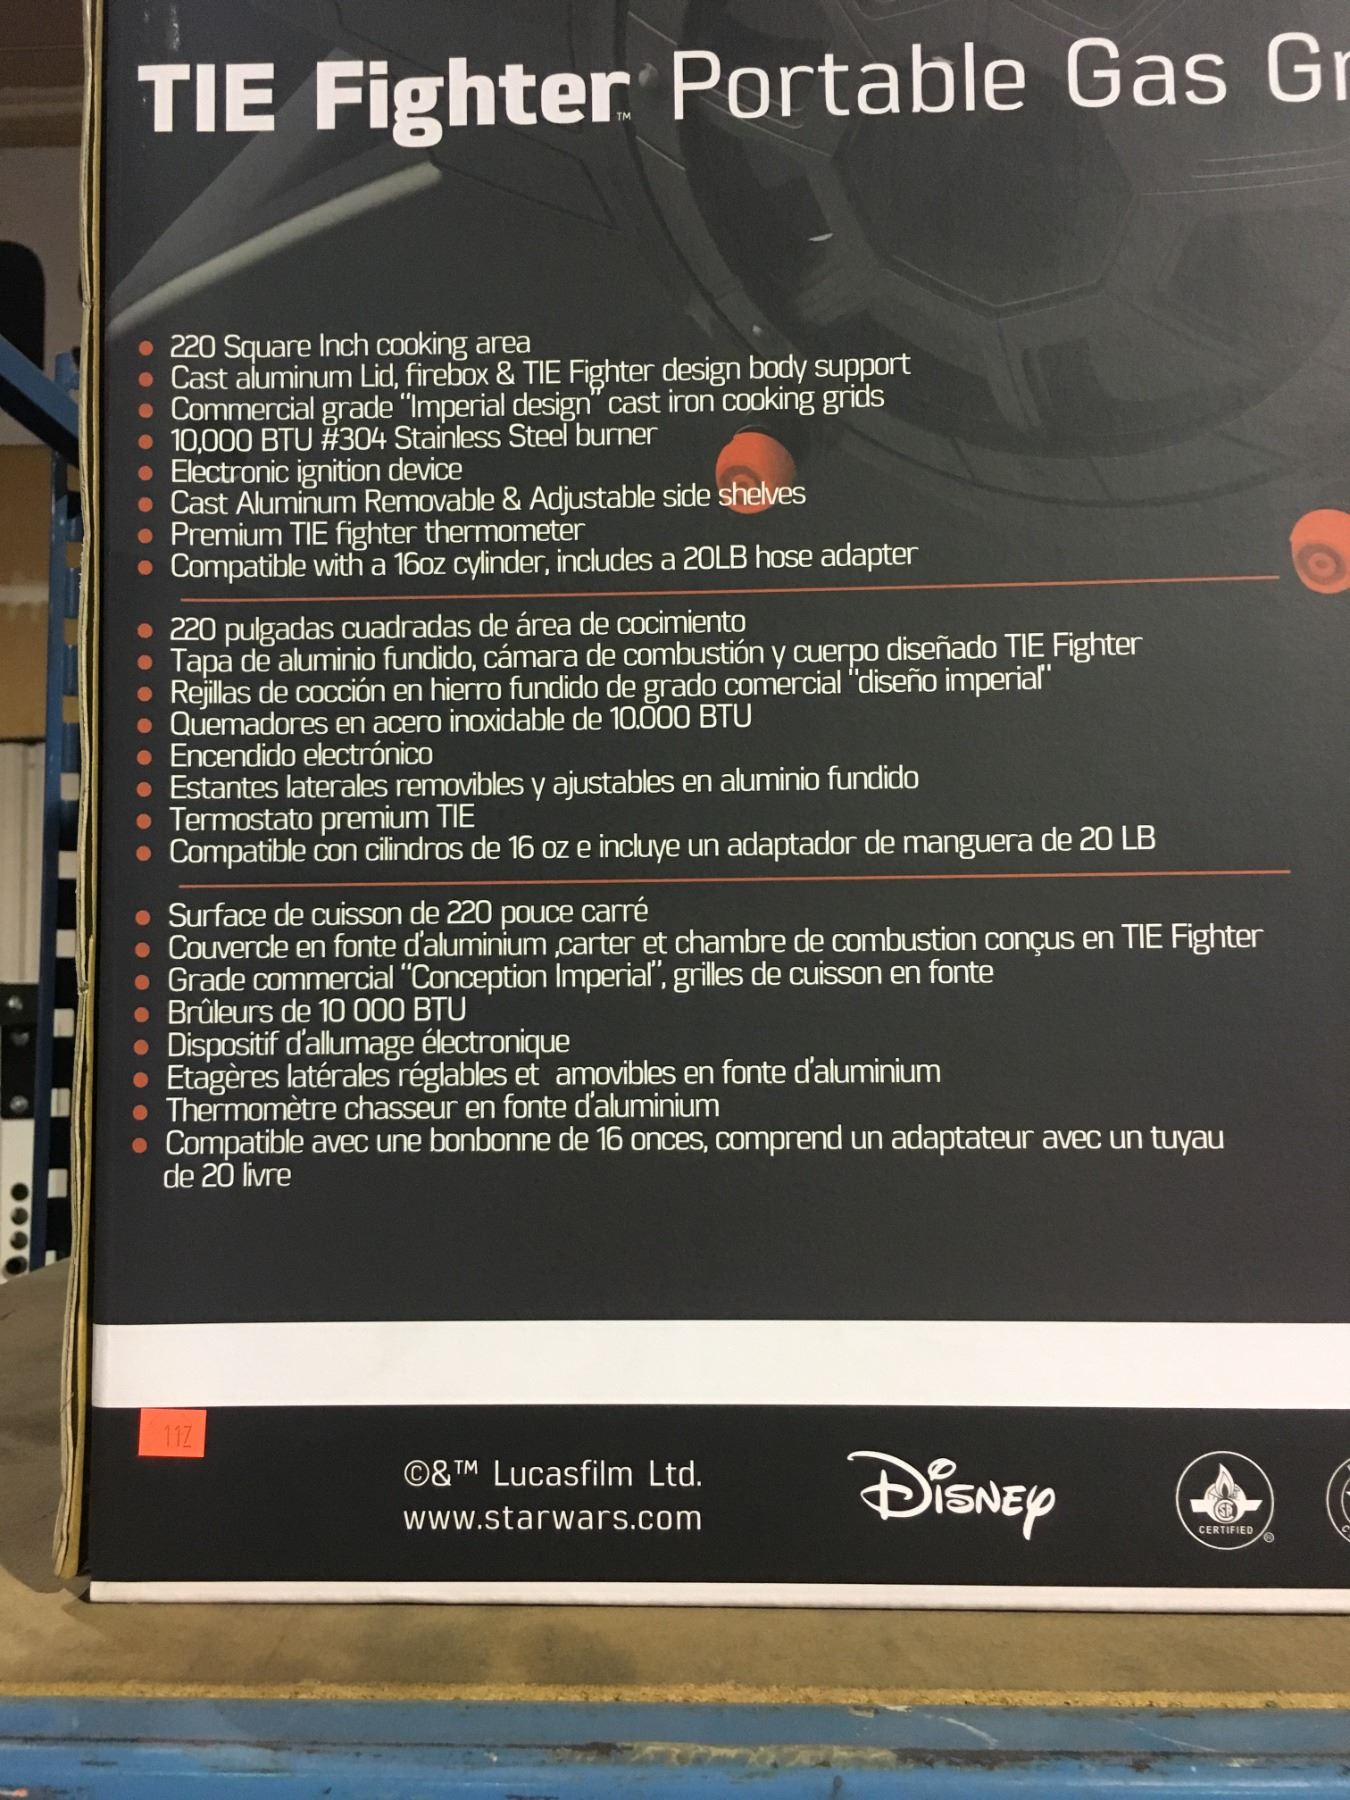 TIE Fighter™ Portable Gas
220 Square Inch cooking area
Cast aluminum Lid, firebox & TIE Fighter design body support
Commercial grade "Imperial design" cast iron cooking grids
10,000 BTU #304 Stainless Steel burner
Electronic ignition device
Cast Aluminum Removable & Adjustable side shelves
Premium TIE fighter thermometer
Compatible with a 16oz cylinder, includes a 20LB hose adapter
220 pulgadas cuadradas de área de cocimiento
Tapa de aluminio fundido, cámara de combustión y cuerpo diseñado TIE Fighter
Rejillas de cocción en hierro fundido de grado comercial "diseño imperial"
Quemadores en acero inoxidable de 10.000 BTU
Encendido electrónico
Estantes laterales removibles y ajustables en aluminio fundido
Termostato premium TIE
Compatible con cilindros de 16 oz e incluye un adaptador de manguera de 20 LB
Surface de cuisson de 220 pouce carré
Couvercle en fonte d'aluminium ,carter et chambre de combustion conçus en TIE Fighter
Grade commercial "Conception Imperial", grilles de cuisson en fonte
Brûleurs de 10 000 BTU
Dispositif d'allumage électronique
Etagères latérales réglables et amovibles en fonte d'aluminium
Thermomètre chasseur en fonte d'aluminium
Compatible avec une bonbonne de 16 onces, comprend un adaptateur avec un tuyau
de 20 livre
11Z
©&™ Lucasfilm Ltd.
www.starwars.com
Disney
CERTIFIED ®